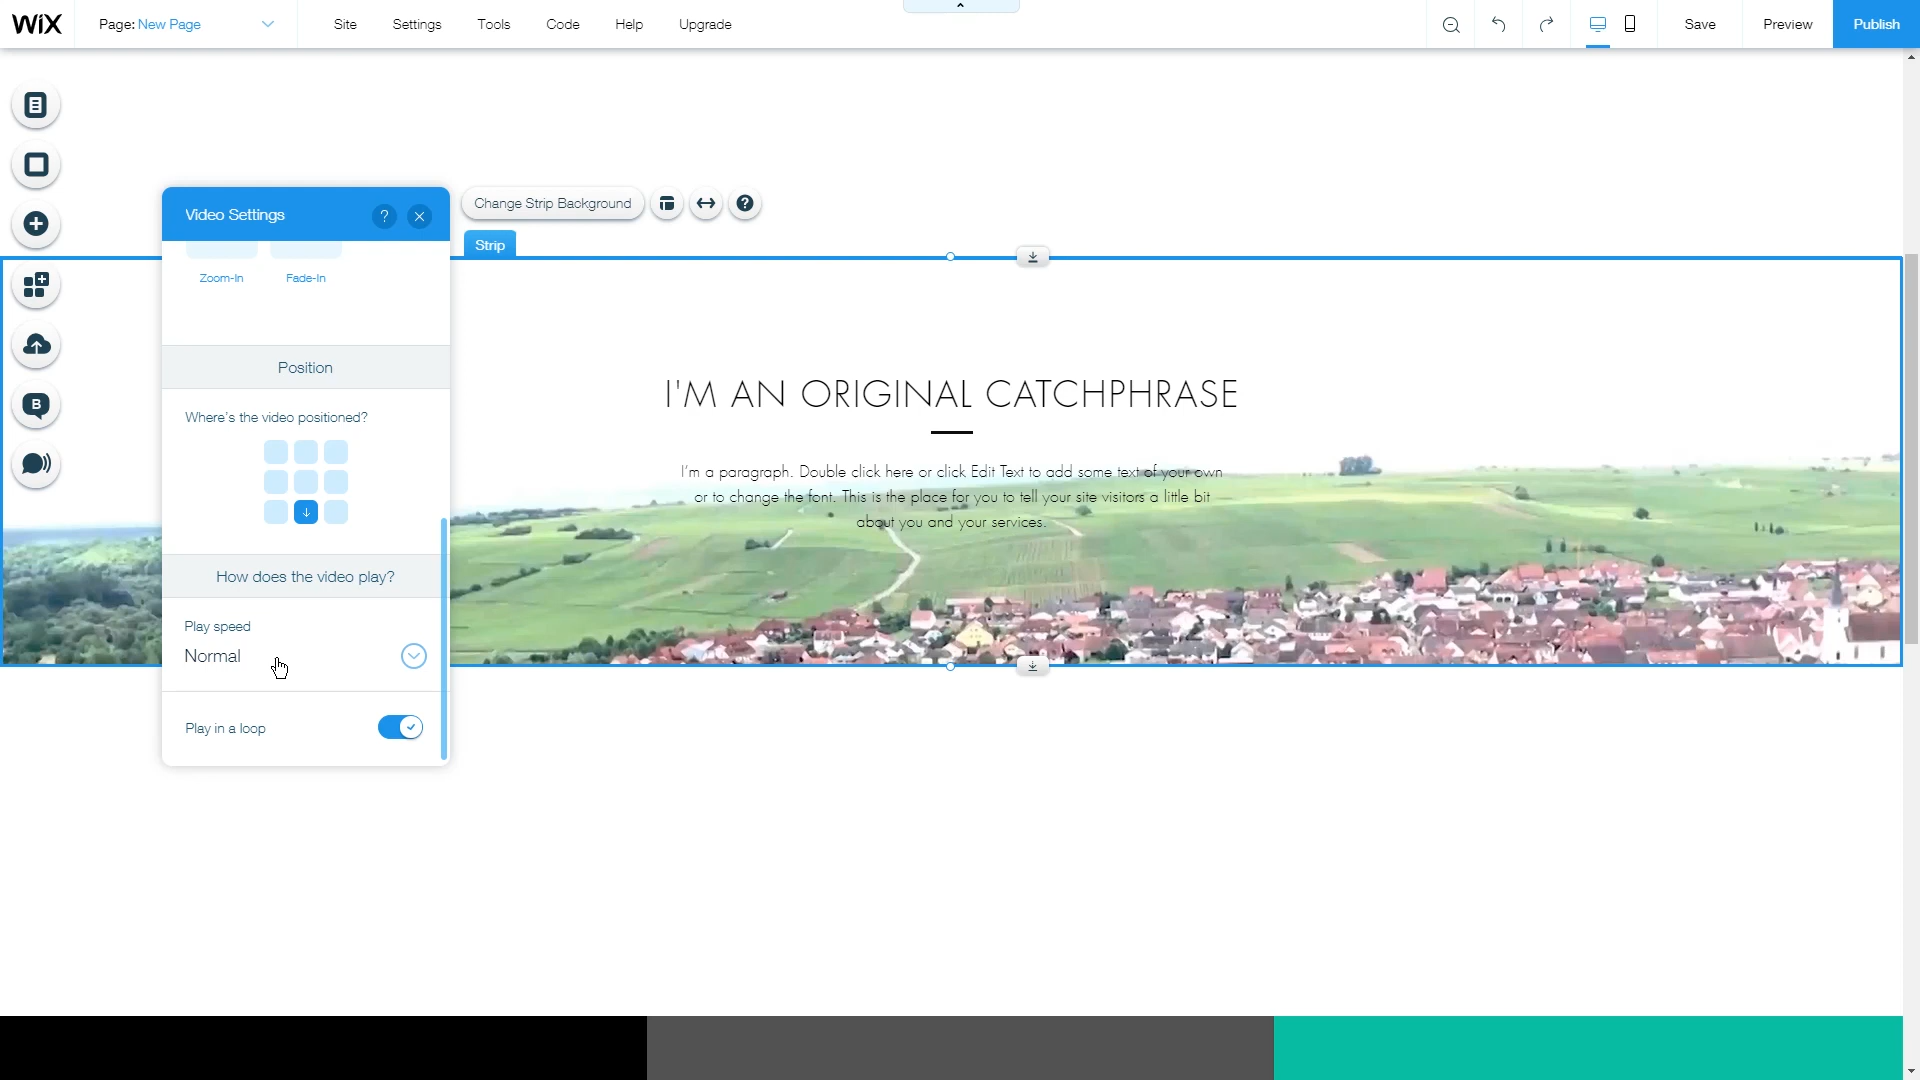 WiX
Page: New Page
Site
Settings
Tools
Code
Help
Upgrade
Save
Preview
Publish
Video Settings
?
Change Strip Background
?
Strip
Zoom-In
Fade-In
Position
Where's the video positioned?
How does the video play?
Play speed
Normal
Play in a loop
B
I'M AN ORIGINAL CATCHPHRASE
I'm a paragraph. Double click here or click Edit Text to add some text of your own
or to change the font. This is the place for you to tell your site visitors a little bit
about you and your services.